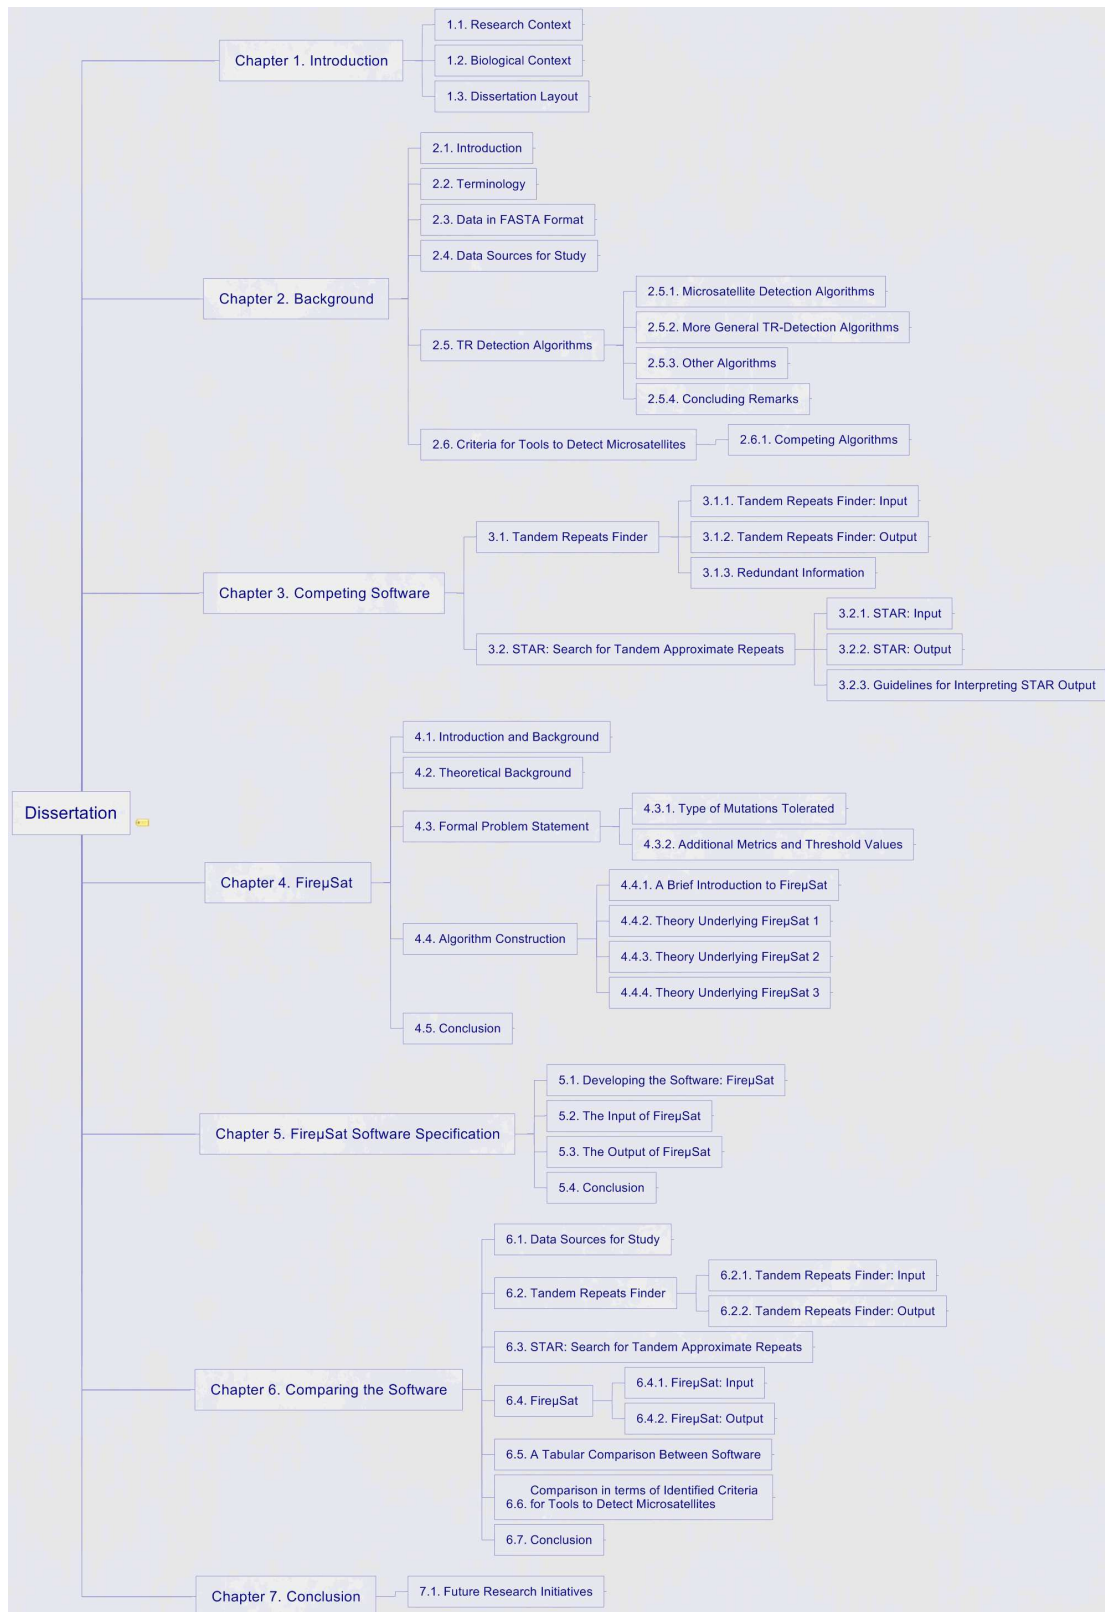 Dissertation
Chapter 1. Introduction
1.1. Research Context
1.2. Biological Context
1.3. Dissertation Layout
Chapter 2. Background
2.1. Introduction
2.2. Terminology
2.3. Data in FASTA Format
2.4. Data Sources for Study
2.5. TR Detection Algorithms
2.5.1. Microsatellite Detection Algorithms
2.5.2. More General TR-Detection Algorithms
2.5.3. Other Algorithms
2.5.4. Concluding Remarks
2.6. Criteria for Tools to Detect Microsatellites
2.6.1. Competing Algorithms
Chapter 3. Competing Software
3.1. Tandem Repeats Finder
3.1.1. Tandem Repeats Finder: Input
3.1.2. Tandem Repeats Finder: Output
3.1.3. Redundant Information
3.2. STAR: Search for Tandem Approximate Repeats
3.2.1. STAR: Input
3.2.2. STAR: Output
3.2.3. Guidelines for Interpreting STAR Output
Chapter 4. FireµSat
4.1. Introduction and Background
4.2. Theoretical Background
4.3. Formal Problem Statement
4.3.1. Type of Mutations Tolerated
4.3.2. Additional Metrics and Threshold Values
4.4. Algorithm Construction
4.4.1. A Brief Introduction to FireµSat
4.4.2. Theory Underlying FireµSat 1
4.4.3. Theory Underlying FireµSat 2
4.4.4. Theory Underlying FireµSat 3
4.5. Conclusion
Chapter 5. FireµSat Software Specification
5.1. Developing the Software: FireµSat
5.2. The Input of FireµSat
5.3. The Output of FireµSat
5.4. Conclusion
Chapter 6. Comparing the Software
6.1. Data Sources for Study
6.2. Tandem Repeats Finder
6.2.1. Tandem Repeats Finder: Input
6.2.2. Tandem Repeats Finder: Output
6.3. STAR: Search for Tandem Approximate Repeats
6.4. FireµSat
6.4.1. FireµSat: Input
6.4.2. FireµSat: Output
6.5. A Tabular Comparison Between Software
Comparison in terms of Identified Criteria
6.6. for Tools to Detect Microsatellites
6.7. Conclusion
Chapter 7. Conclusion
7.1. Future Research Initiatives